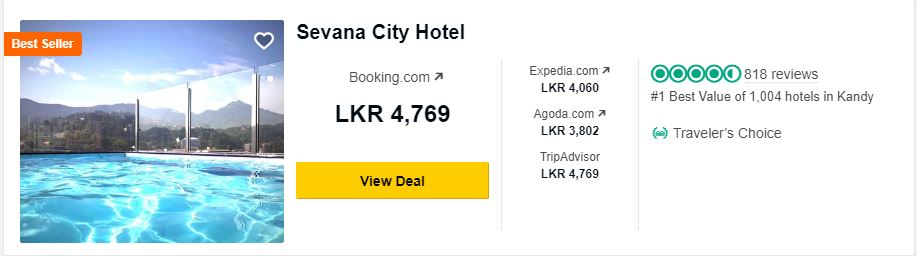 Best Seller
Sevana City Hotel
Booking.com
LKR 4,769
View Deal
Expedia.com
LKR 4,060
Agoda.com
LKR 3,802
TripAdvisor
LKR 4,769
818 reviews
#1 Best Value of 1,004 hotels in Kandy
Traveler’s Choice